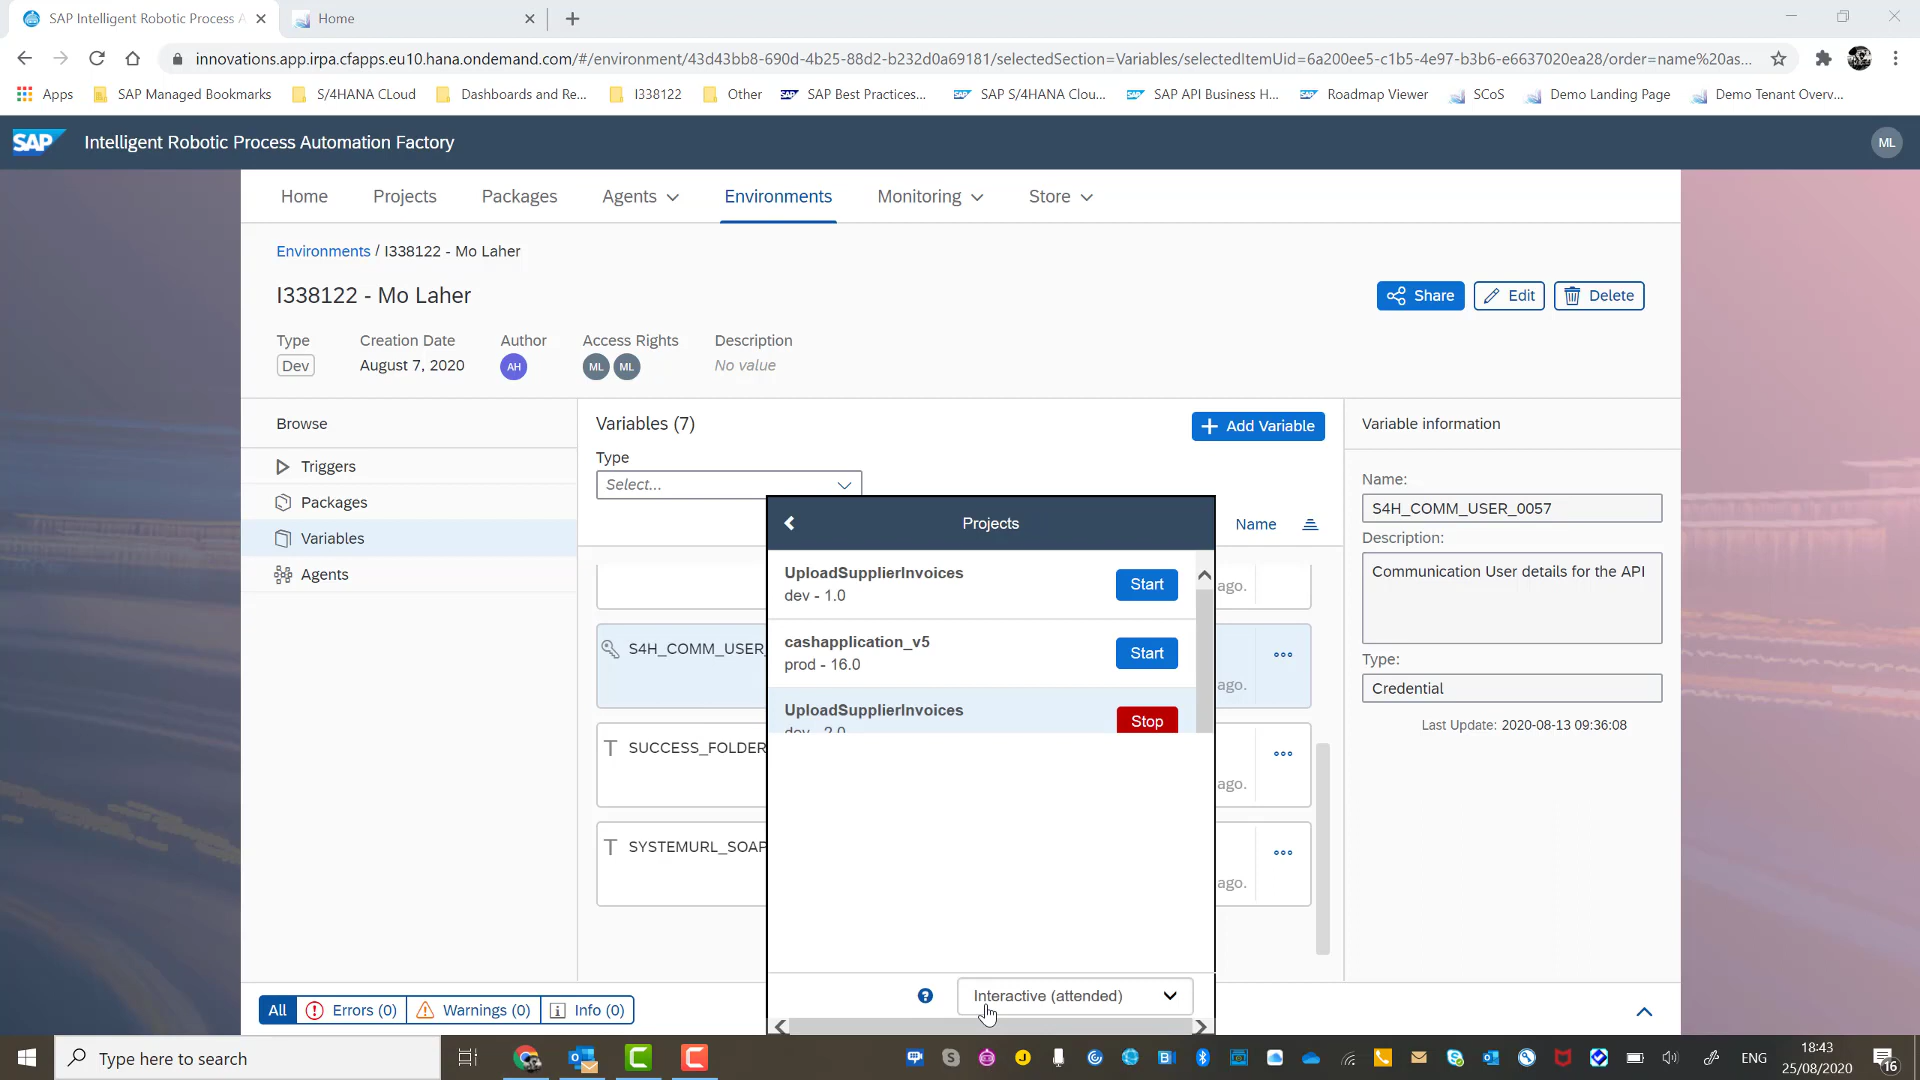 SAP Intelligent Robotic Process A
Home
innovations.app.irpa.cfapps.eu10.hana.ondemand.com/#/environment/43d43bb8-690d-4b25-88d2-b232d0a69181/selectedSection=Variables/selectedItemUid=6a200ee5-c1b5-4e97-b3b6-e6637020ea28/order=name%20as...
Apps
SAP Managed Bookmarks
S/4HANA CLoud
Dashboards and Re...
I338122
Other
SAP Best Practices...
SAP S/4HANA Clou...
SAP API Business H...
Roadmap Viewer
SCoS
Demo Landing Page
Demo Tenant Overv...
SAP
Intelligent Robotic Process Automation Factory
ML
Home
Projects
Packages
Agents
Environments
Monitoring
Store
Environments / I338122 - Mo Laher
I338122 - Mo Laher
Share
Edit
Delete
Type
Creation Date
Author
Access Rights
Description
Dev
August 7, 2020
AH
ML
ML
No value
Browse
Triggers
Packages
Variables
Agents
Variables (7)
Add Variable
Type
Select...
Name
ago.
S4H_COMM_USER_
ago.
SUCCESS_FOLDER
ago.
SYSTEMURL_SOAP
ago.
Projects
UploadSupplierInvoices
dev - 1.0
Start
cashapplication_v5
prod - 16.0
Start
UploadSupplierInvoices
dev - 2.0
Stop
Interactive (attended)
Variable information
Name:
S4H_COMM_USER_0057
Description:
Communication User details for the API
Type:
Credential
Last Update: 2020-08-13 09:36:08
All
Errors (0)
Warnings (0)
Info (0)
Type here to search
ENG
18:43
25/08/2020
16